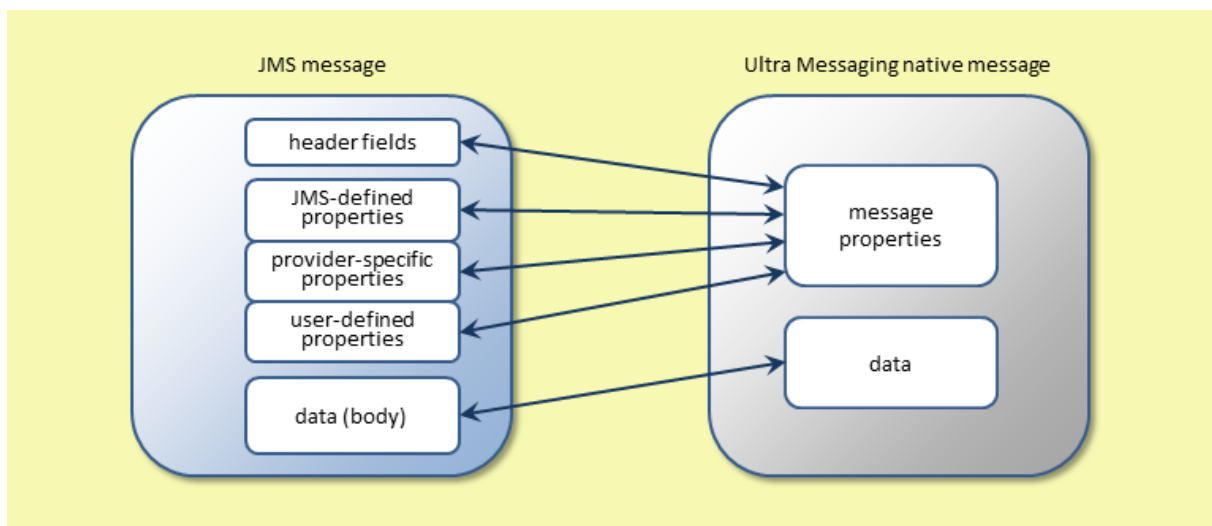 JMS message
header fields
JMS-defined
properties
provider-specific
properties
user-defined
properties
data (body)
Ultra Messaging native message
message
properties
data